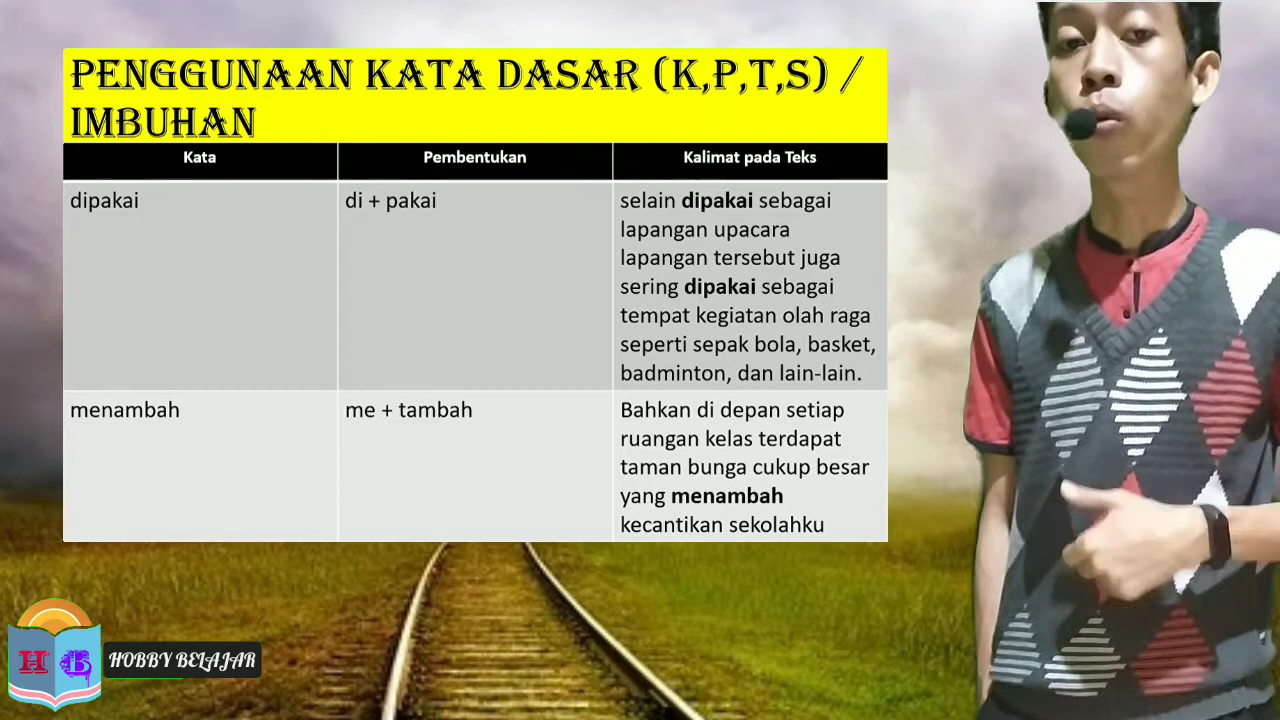 PENGGUNAAN KATA DASAR (K,P,T,S) /
IMBUHAN
Kata
Pembentukan
Kalimat pada Teks
dipakai
di + pakai
selain dipakai sebagai
lapangan upacara
lapangan tersebut juga
sering dipakai sebagai
tempat kegiatan olah raga
seperti sepak bola, basket,
badminton, dan lain-lain.
menambah
me + tambah
Bahkan di depan setiap
ruangan kelas terdapat
taman bunga cukup besar
yang menambah
kecantikan sekolahku
H B
HOBBY BELAJAR